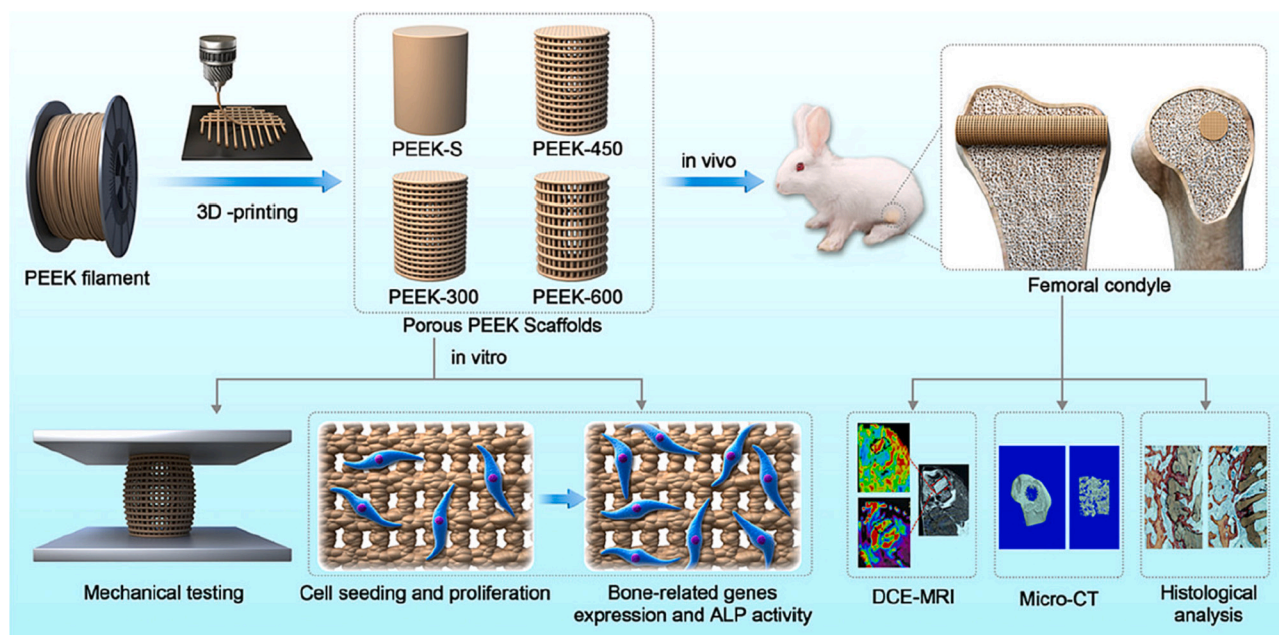 PEEK filament
3D -printing
PEEK-S
PEEK-450
PEEK-300
PEEK-600
Porous PEEK Scaffolds
in vivo
Femoral condyle
in vitro
Mechanical testing
Cell seeding and proliferation
Bone-related genes
expression and ALP activity
DCE-MRI
Micro-CT
Histological
analysis